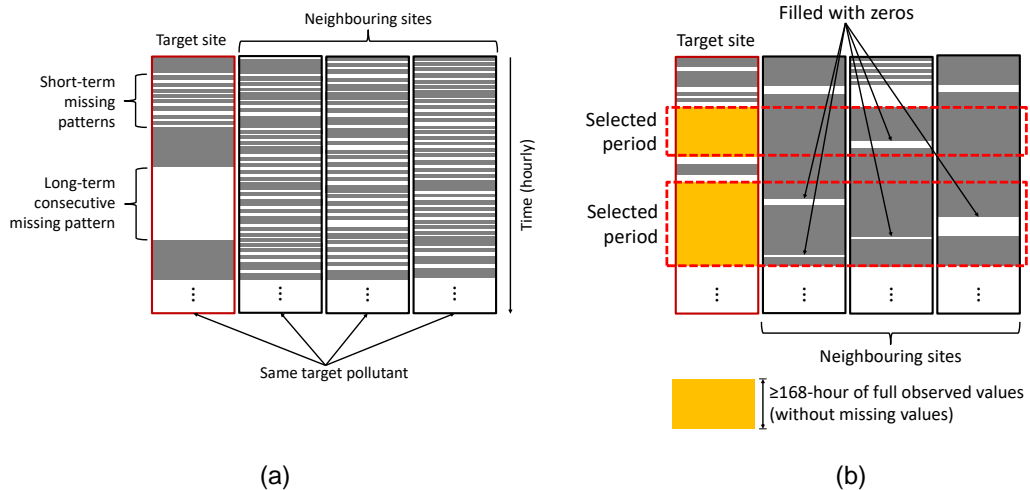 Neighbouring sites
Target site
Short-term
missing
patterns
Long-term
consecutive
missing pattern
Time (hourly)
⋮
⋮
⋮
⋮
Same target pollutant
(a)
Filled with zeros
Target site
Selected
period
Selected
period
⋮
⋮
⋮
⋮
Neighbouring sites
≥168-hour of full observed values
(without missing values)
(b)